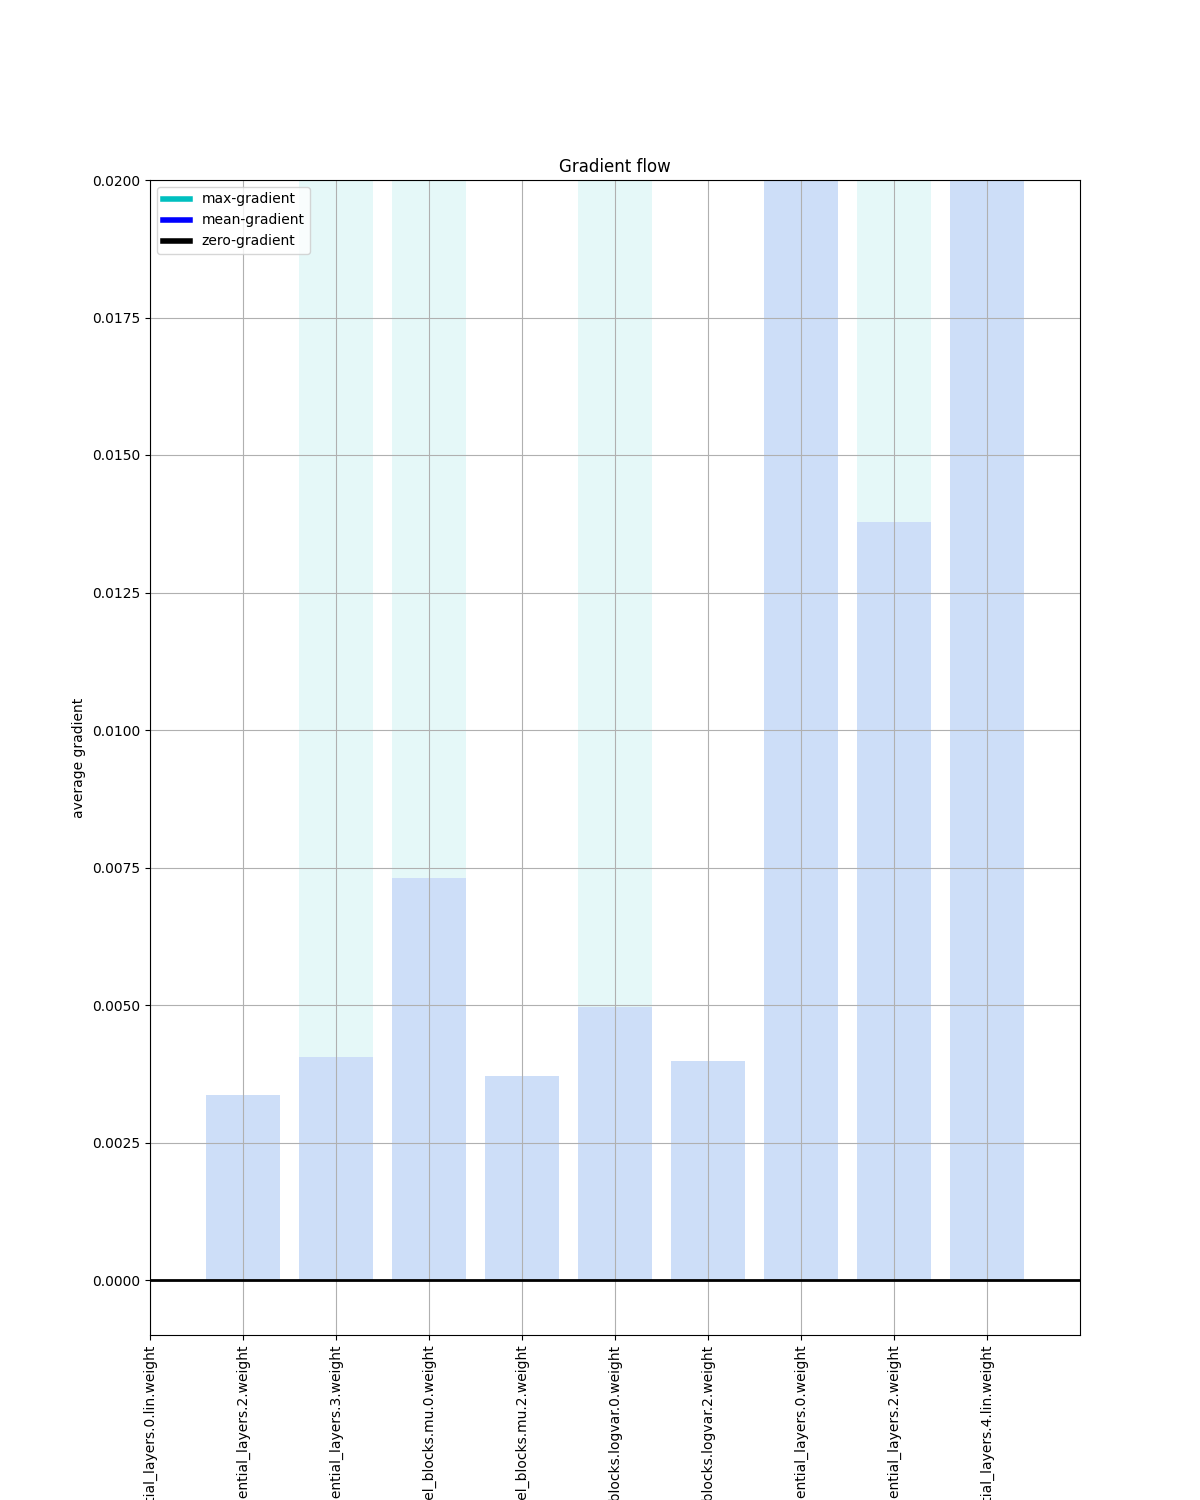 Gradient flow
max-gradient
mean-gradient
zero-gradient
0.0200
0.0175
0.0150
0.0125
0.0100
0.0075
0.0050
0.0025
0.0000
average gradient
tial_layers.0.lin.weight
ential_layers.2.weight
ential_layers.3.weight
el_blocks.mu.0.weight
el_blocks.mu.2.weight
blocks.logvar.0.weight
blocks.logvar.2.weight
ential_layers.0.weight
ential_layers.2.weight
tial_layers.4.lin.weight